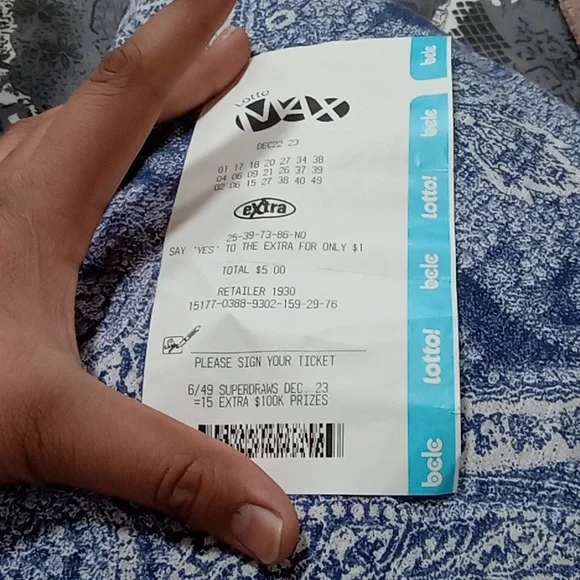 Lotto
MAX
DEC22 23
01 17 18 20 27 34 38
04 06 09 21 26 37 39
02 06 15 27 38 40 49
extra
25-39-73-86-NO
SAY 'YES' TO THE EXTRA FOR ONLY $1
TOTAL $5.00
RETAILER 1930
15177-0388-9302-159-29-76
PLEASE SIGN YOUR TICKET
6/49 SUPERDRAWS DEC. 23
=15 EXTRA $100K PRIZES
bclc
bclc
lotto!
bclc
lotto!
bclc